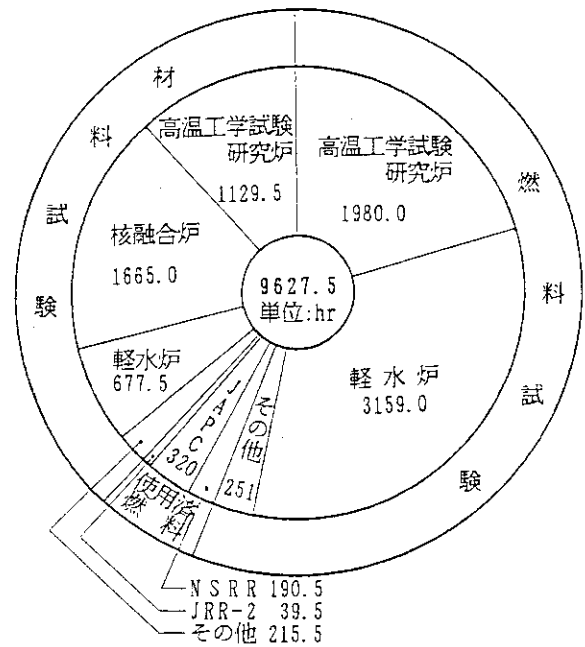 材料試験
燃料試験
高温工学試験
研究炉
1129.5
高温工学試験
研究炉
1980.0
核融合炉
1665.0
9627.5
単位:hr
軽水炉
677.5
軽水炉
3159.0
JAPC
320
その他
251
使用済
燃料
NSRR 190.5
JRR-2 39.5
その他 215.5